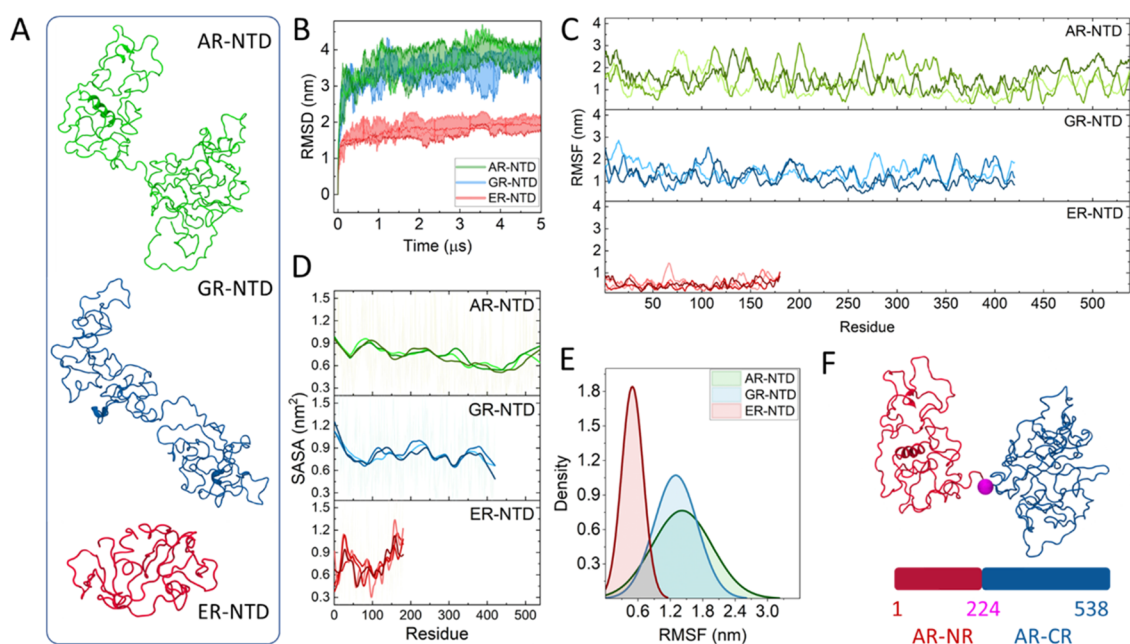 A
AR-NTD
GR-NTD
ER-NTD
B
RMSD (nm)
4
3
2
1
0
AR-NTD
GR-NTD
ER-NTD
0 1 2 3 4 5
Time (μs)
C
RMSF (nm)
4
3
2
1
AR-NTD
4
3
2
1
GR-NTD
4
3
2
1
ER-NTD
50 100 150 200 250 300 350 400 450 500
Residue
D
SASA (nm²)
1.5
1.2
0.9
0.6
0.3
AR-NTD
1.5
1.2
0.9
0.6
0.3
GR-NTD
1.5
1.2
0.9
0.6
0.3
ER-NTD
0 100 200 300 400 500
Residue
E
Density
1.8
1.5
1.2
0.9
0.6
0.3
AR-NTD
GR-NTD
ER-NTD
0.6 1.2 1.8 2.4 3.0
RMSF (nm)
F
1 224 538
AR-NR AR-CR